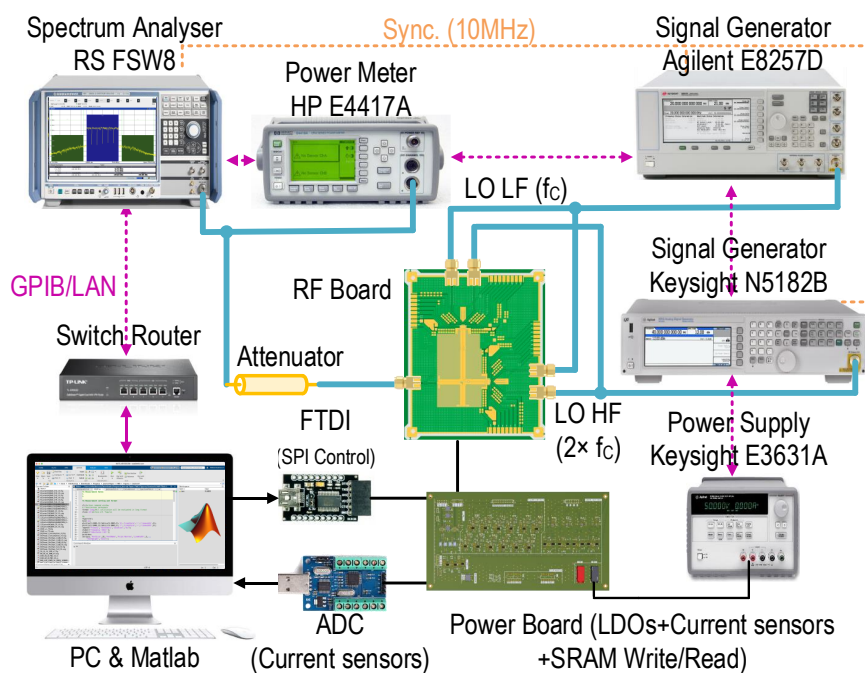 Spectrum Analyser
RS FSW8
Sync. (10MHz)
Signal Generator
Agilent E8257D
Power Meter
HP E4417A
LO LF (fC)
Signal Generator
Keysight N5182B
GPIB/LAN
RF Board
Switch Router
TP-LINK
Attenuator
LO HF
(2× fC)
FTDI
(SPI Control)
Power Supply
Keysight E3631A
ADC
(Current sensors)
PC & Matlab
Power Board (LDOs+Current sensors
+SRAM Write/Read)